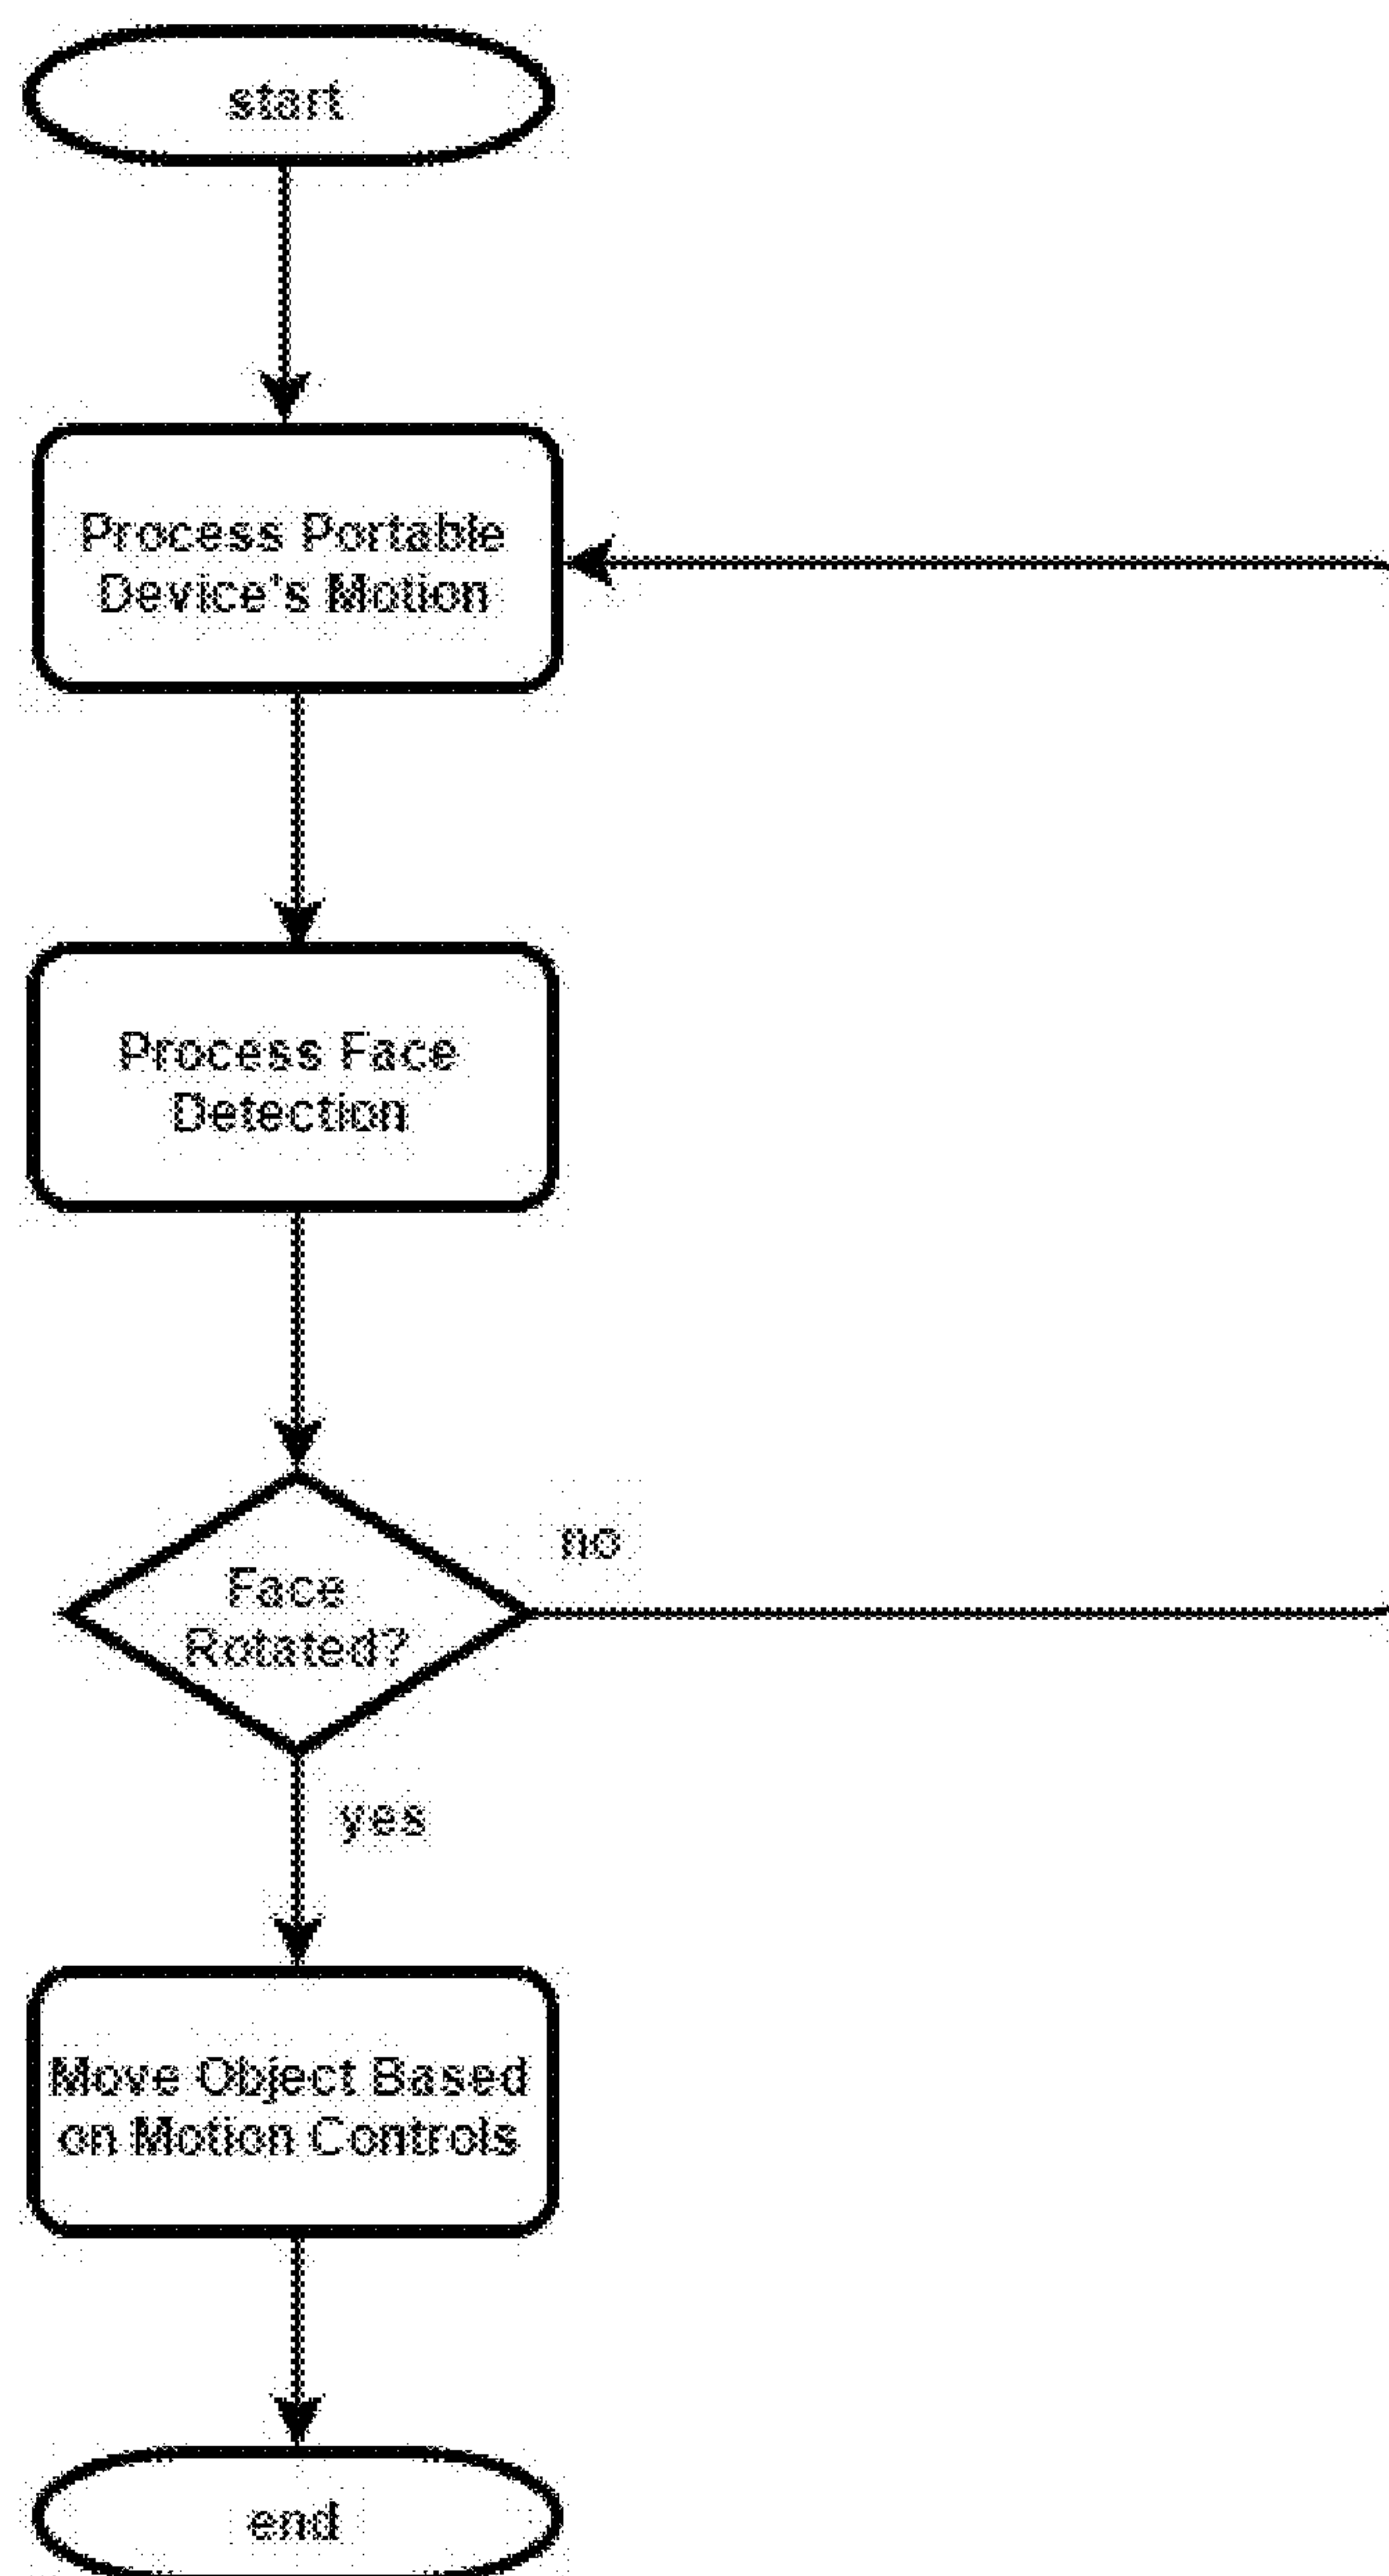 start
Process Portable
Device's Motion
Process Face
Detection
Face
Rotated?
no
yes
Move Object Based
on Motion Controls
end